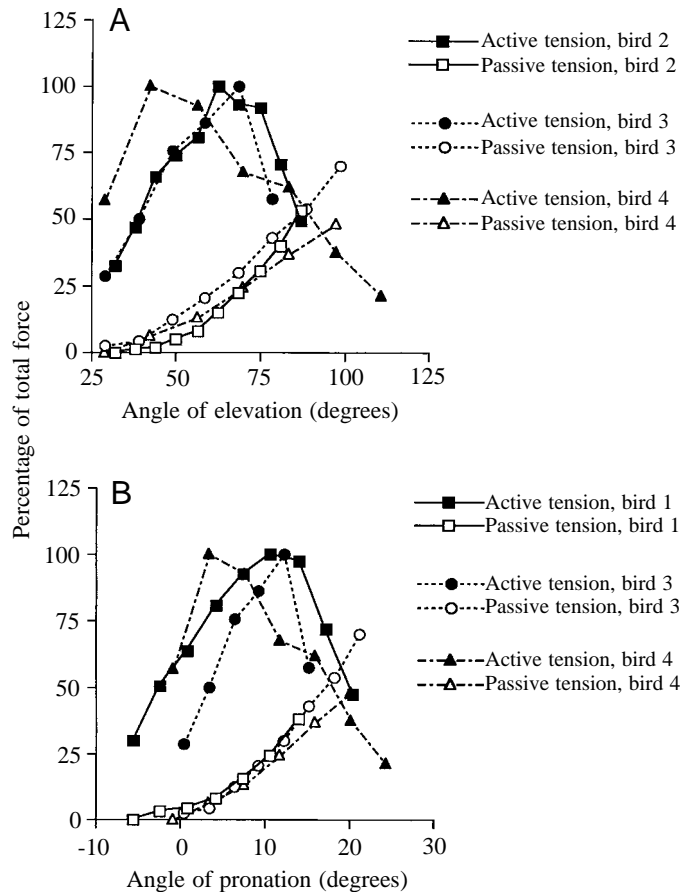 A
Active tension, bird 2
Passive tension, bird 2
Active tension, bird 3
Passive tension, bird 3
Active tension, bird 4
Passive tension, bird 4
125
100
75
50
25
0
25 50 75 100 125
Angle of elevation (degrees)
Percentage of total force
B
Active tension, bird 1
Passive tension, bird 1
Active tension, bird 3
Passive tension, bird 3
Active tension, bird 4
Passive tension, bird 4
125
100
75
50
25
0
-10 0 10 20 30
Angle of pronation (degrees)